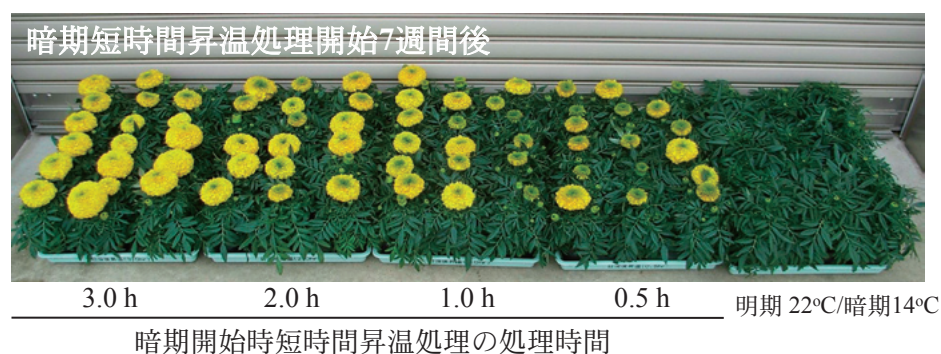 暗期短時間昇温処理開始7週間後
3.0 h 2.0 h 1.0 h 0.5 h 明期 22°C/暗期14°C
暗期開始時短時間昇温処理の処理時間